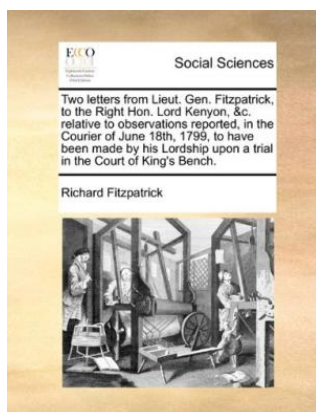 ECCO
Social Sciences
Two letters from Lieut. Gen. Fitzpatrick,
to the Right Hon. Lord Kenyon, &c.
relative to observations reported, in the
Courier of June 18th, 1799, to have
been made by his Lordship upon a trial
in the Court of King's Bench.
Richard Fitzpatrick